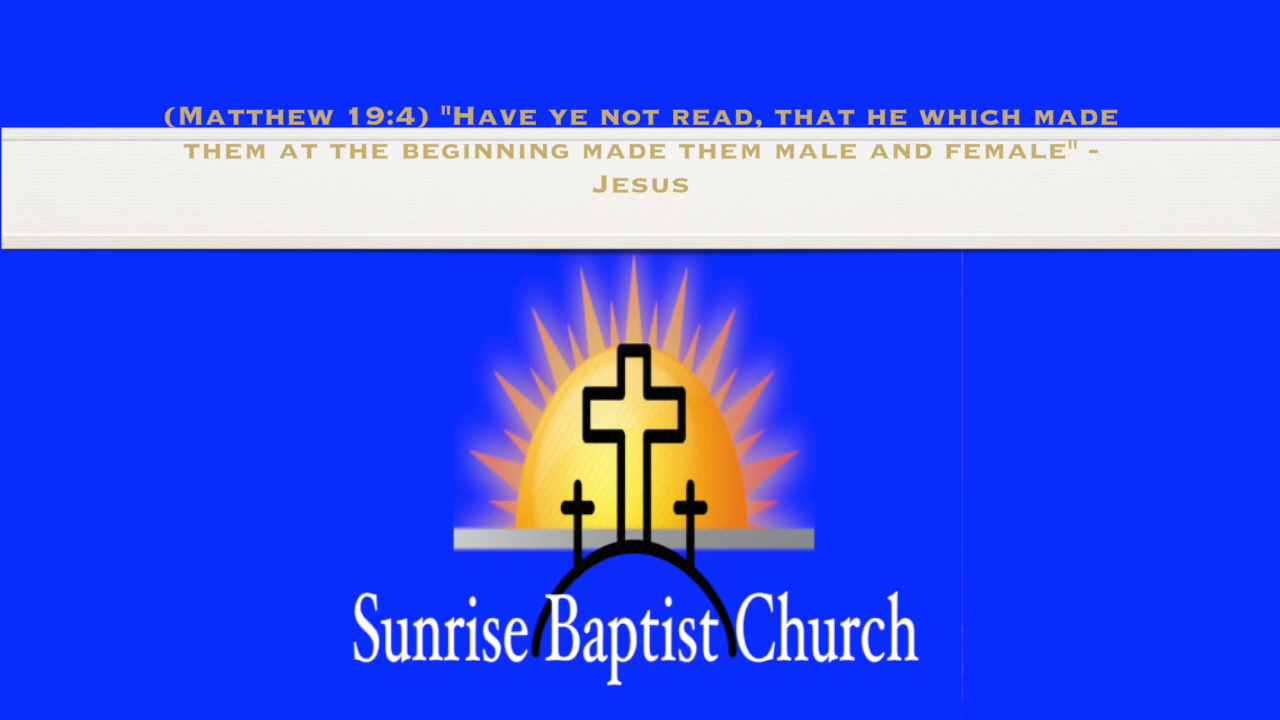 (Matthew 19:4) "Have ye not read, that he which made
them at the beginning made them male and female" -
Jesus
Sunrise Baptist Church